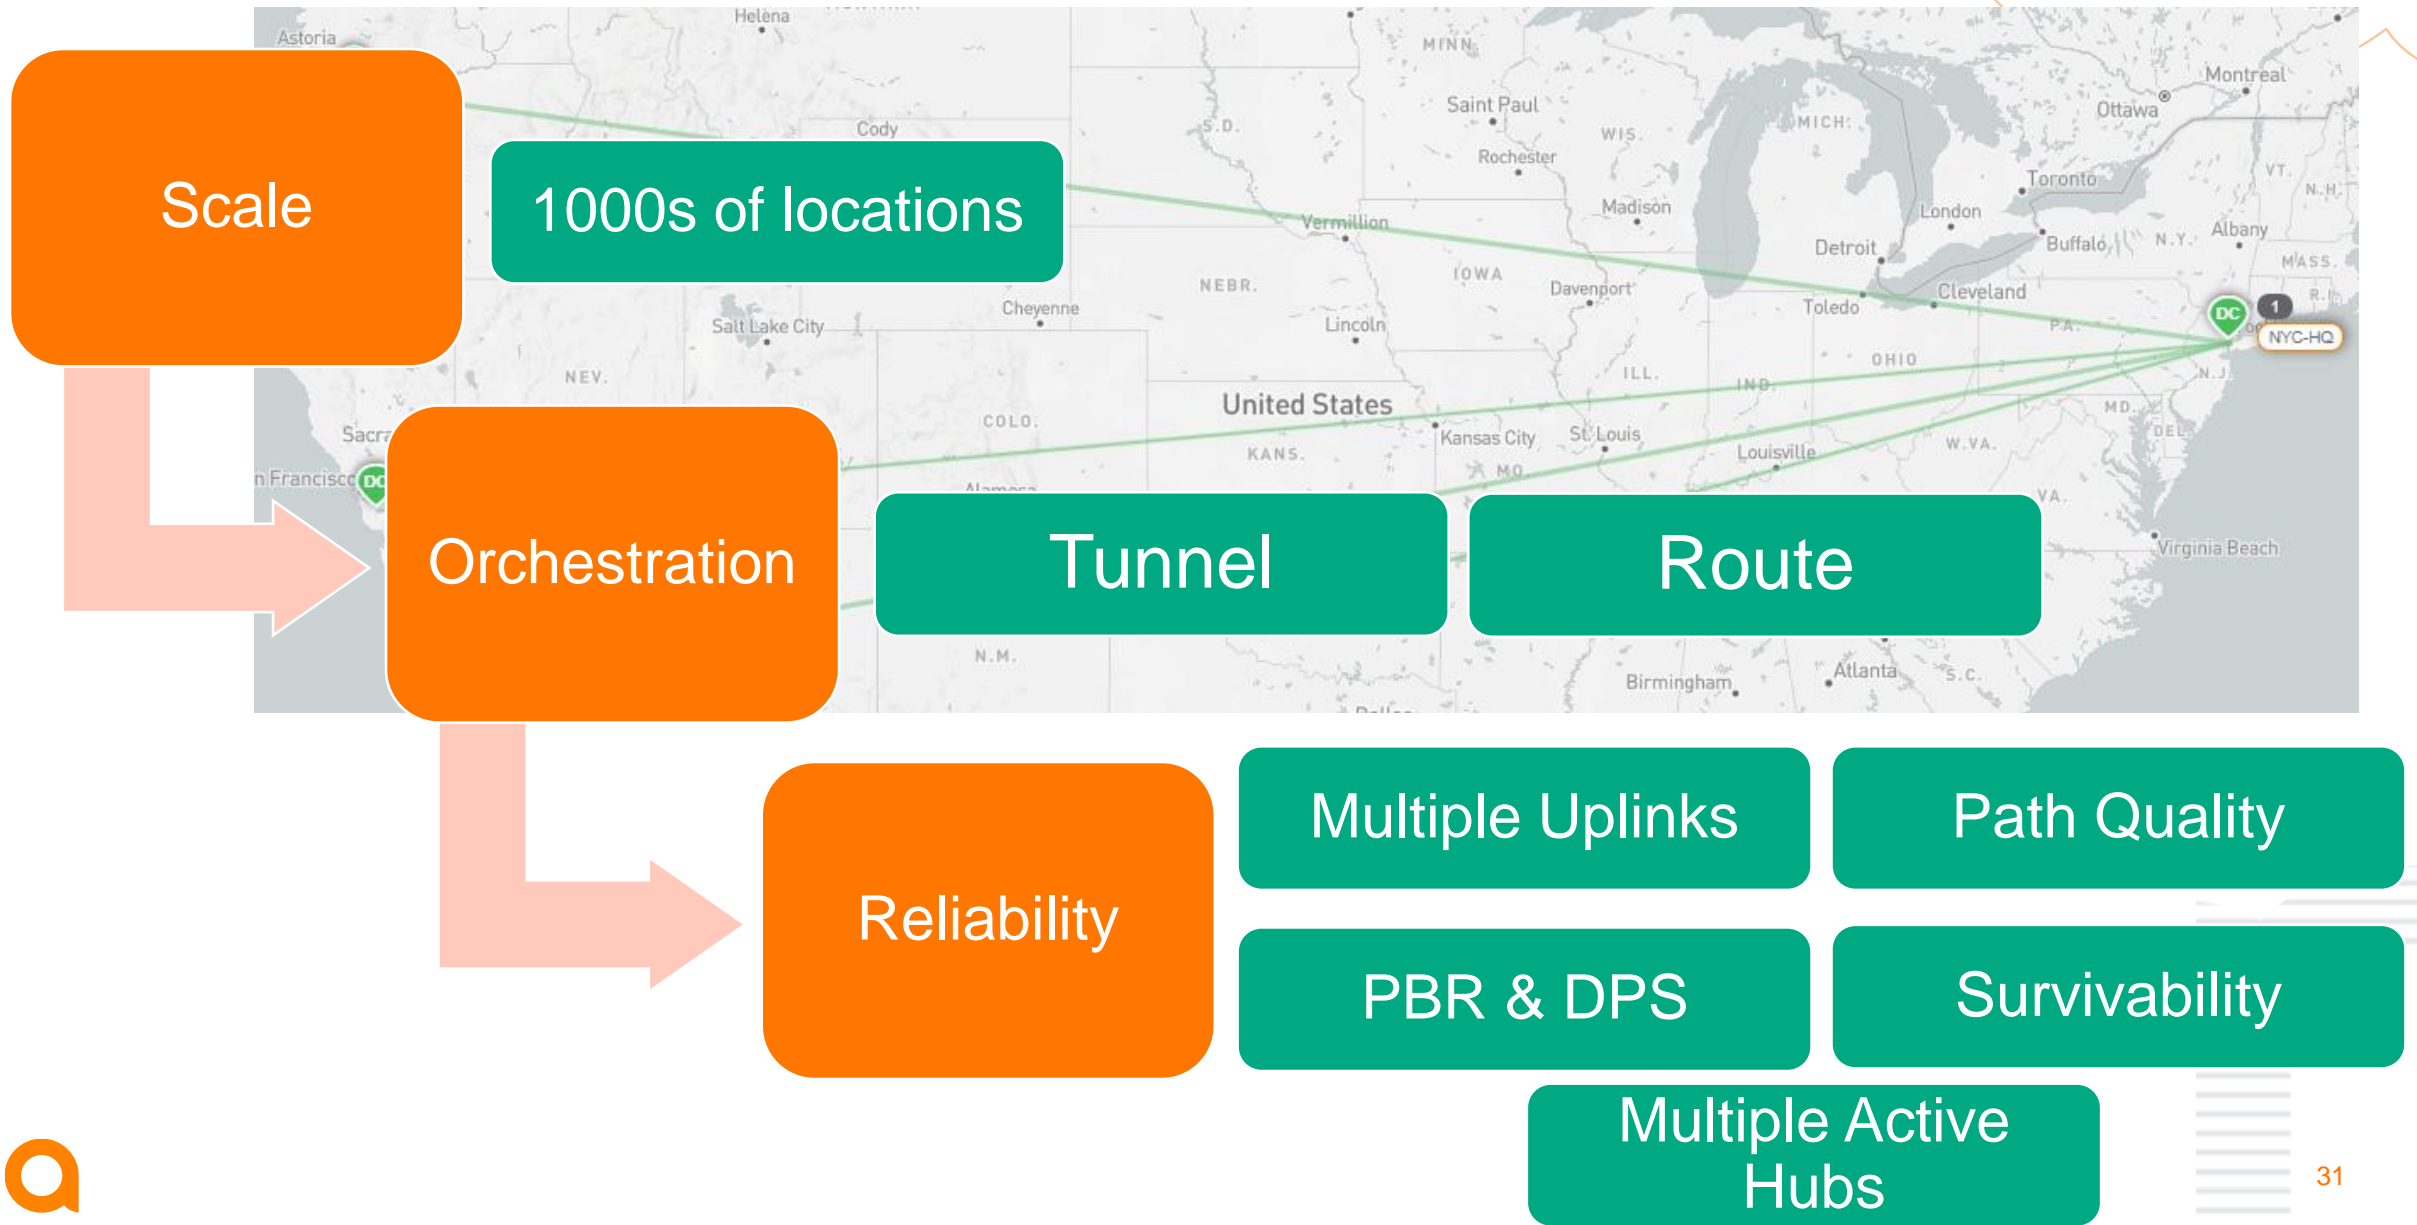 Scale
1000s of locations
Orchestration
Tunnel
Route
Reliability
Multiple Uplinks
Path Quality
PBR & DPS
Survivability
Multiple Active
Hubs
31
Helena
Astoria
MINN.
Montreal
Ottawa
Saint Paul
Cody
S.D.
WIS.
MICH.
Rochester
VT.
Toronto
N.H.
Madison
London
Vermillion
Albany
Detroit
Buffalo
N.Y.
MASS.
IOWA
NEBR.
Davenport
Cleveland
R.I.
Cheyenne
Toledo
DC
1
Salt Lake City
Lincoln
PA.
NYC-HQ
OHIO
NEV.
ILL.
IND.
N.J.
United States
MD.
COLO.
DEL.
Kansas City
St. Louis
W.VA.
KANS.
Louisville
MO.
n Francisco
Alamosa
VA.
Virginia Beach
N.M.
Atlanta
S.C.
Birmingham